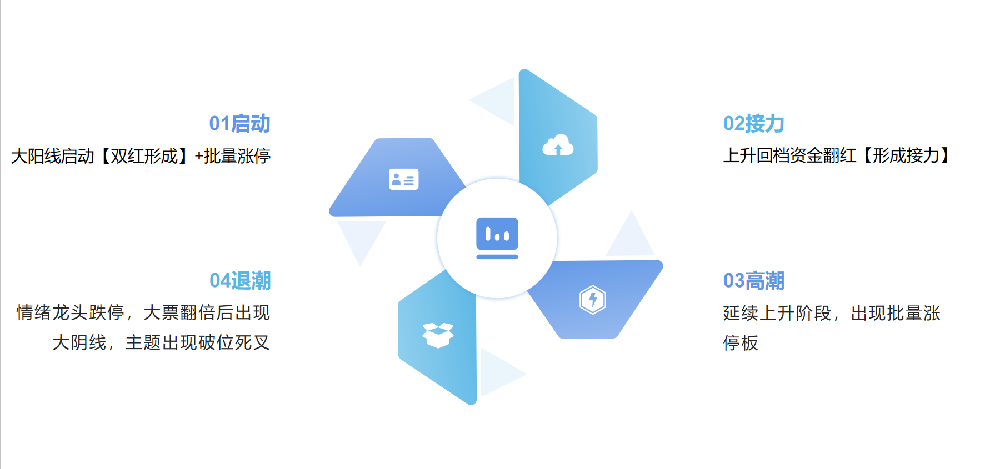 01启动
大阳线启动【双红形成】+批量涨停
02接力
上升回档资金翻红【形成接力】
03高潮
延续上升阶段，出现批量涨
停板
04退潮
情绪龙头跌停，大票翻倍后出现
大阴线，主题出现破位死叉